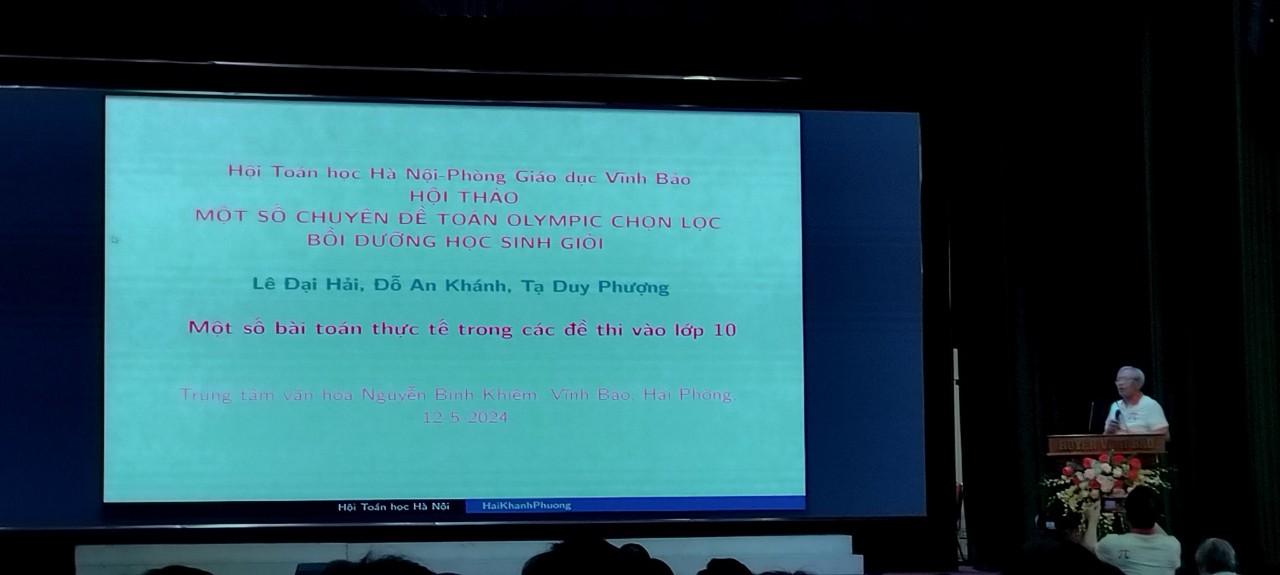 Hội Toán học Hà Nội-Phòng Giáo dục Vĩnh Bảo
HỘI THẢO
MỘT SỐ CHUYÊN ĐỀ TOÁN OLYMPIC CHỌN LỌC
BỒI DƯỠNG HỌC SINH GIỎI
Lê Đại Hải, Đỗ An Khánh, Tạ Duy Phượng
Một số bài toán thực tế trong các đề thi vào lớp 10
Trung tâm văn hóa Nguyễn Bỉnh Khiêm, Vĩnh Bảo, Hải Phòng,
12-5-2024
Hội Toán học Hà Nội
HaiKhanhPhuong
HUYỆN VĨNH BẢO
π